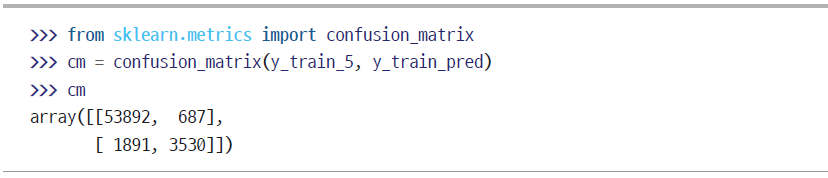 >>> from sklearn.metrics import confusion_matrix
>>> cm = confusion_matrix(y_train_5, y_train_pred)
>>> cm
array([[53892,  687],
       [ 1891, 3530]])